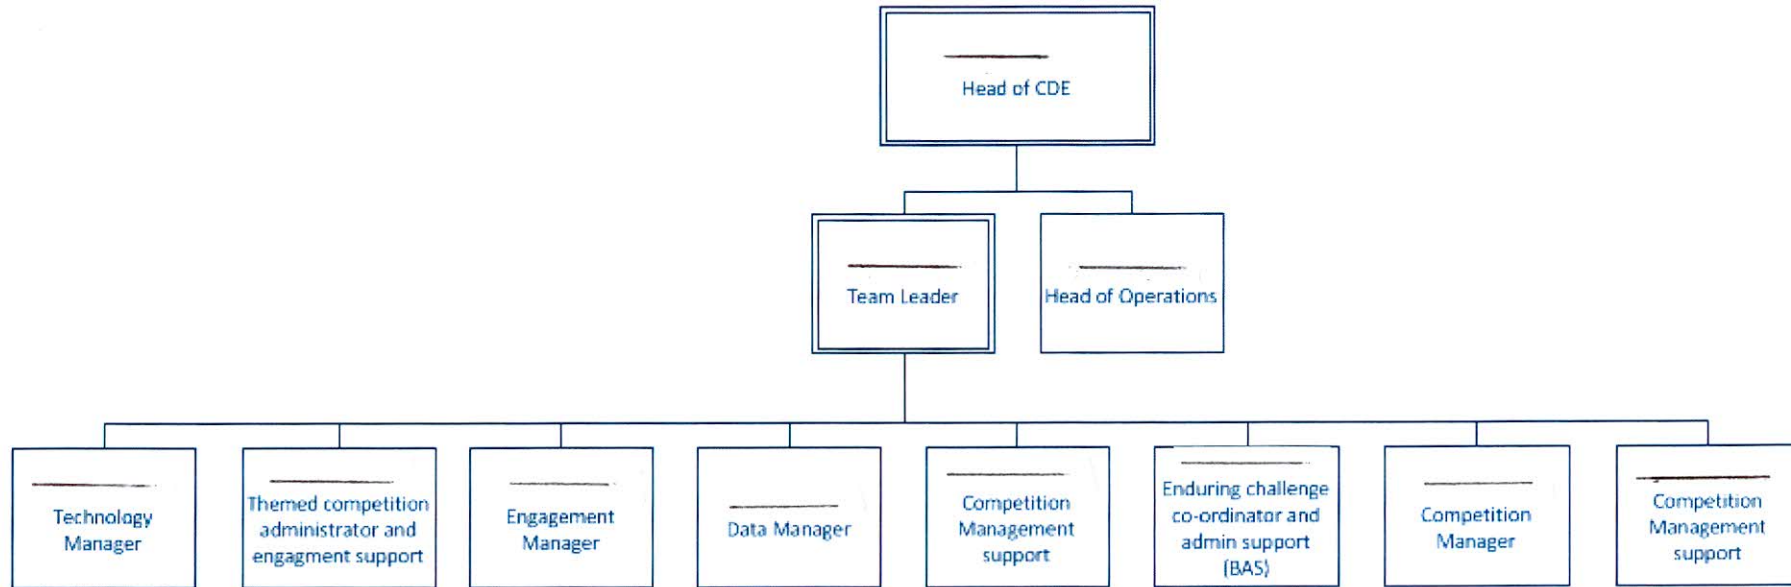 Head of CDE
Team Leader
Head of Operations
Technology
Manager
Themed competition
administrator and
engagment support
Engagement
Manager
Data Manager
Competition
Management
support
Enduring challenge
co-ordinator and
admin support
(BAS)
Competition
Manager
Competition
Management
support